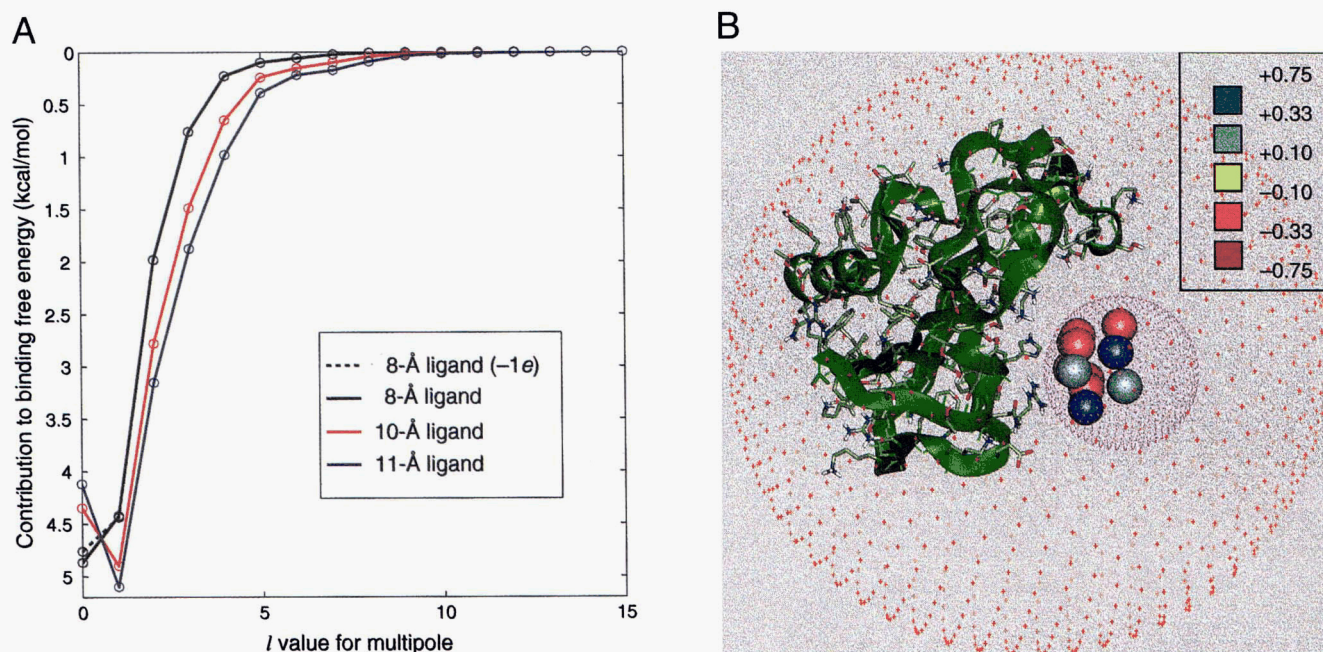 A
Contribution to binding free energy (kcal/mol)
0
0.5
1
1.5
2
2.5
3
3.5
4
4.5
5
0 5 10 15
l value for multipole
8-Å ligand (–1e)
8-Å ligand
10-Å ligand
11-Å ligand
B
+0.75
+0.33
+0.10
–0.10
–0.33
–0.75